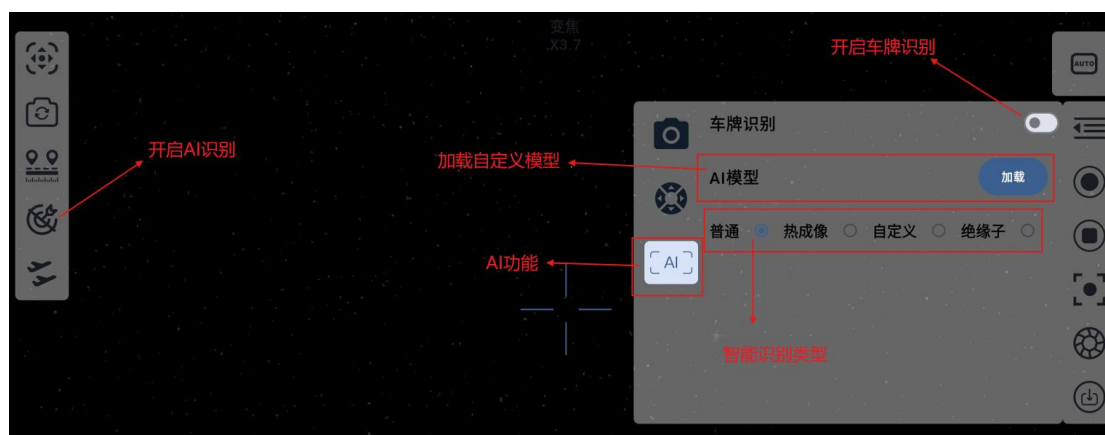 变焦
X3.7
开启车牌识别
AUTO
车牌识别
开启AI识别
加载自定义模型
AI模型
加载
普通
热成像
自定义
绝缘子
AI功能
AI
智能识别类型